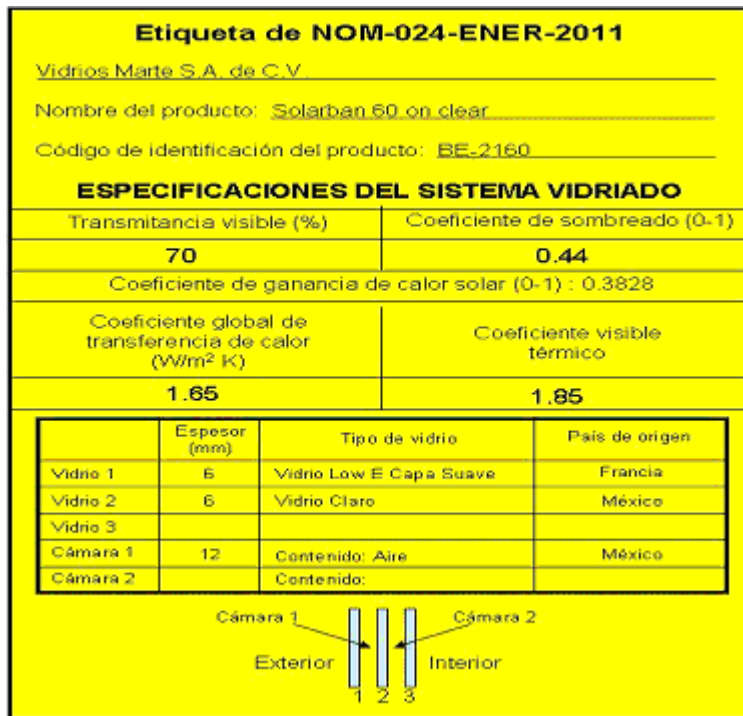 Etiqueta de NOM-024-ENER-2011
Vidrios Marte S.A. de C.V.
Nombre del producto: Solarban 60 on clear
Código de identificación del producto: BE-2160
ESPECIFICACIONES DEL SISTEMA VIDRIADO
Transmitancia visible (%) Coeficiente de sombreado (0-1)
70 0.44
Coeficiente de ganancia de calor solar (0-1) : 0.3828
Coeficiente global de
transferencia de calor
(W/m² K)
Coeficiente visible
térmico
1.65 1.85
Espesor
(mm)
Tipo de vidrio País de origen
Vidrio 1 6 Vidrio Low E Capa Suave Francia
Vidrio 2 6 Vidrio Claro México
Vidrio 3
Cámara 1 12 Contenido: Aire México
Cámara 2 Contenido:
Cámara 1 Cámara 2
Exterior Interior
1 2 3